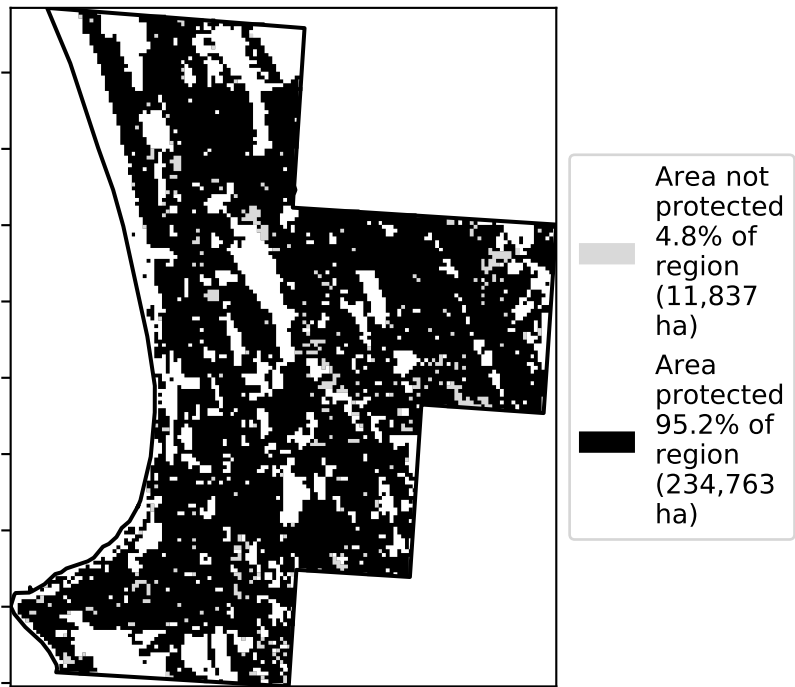 Area not
protected
4.8% of
region
(11,837
ha)
Area
protected
95.2% of
region
(234,763
ha)